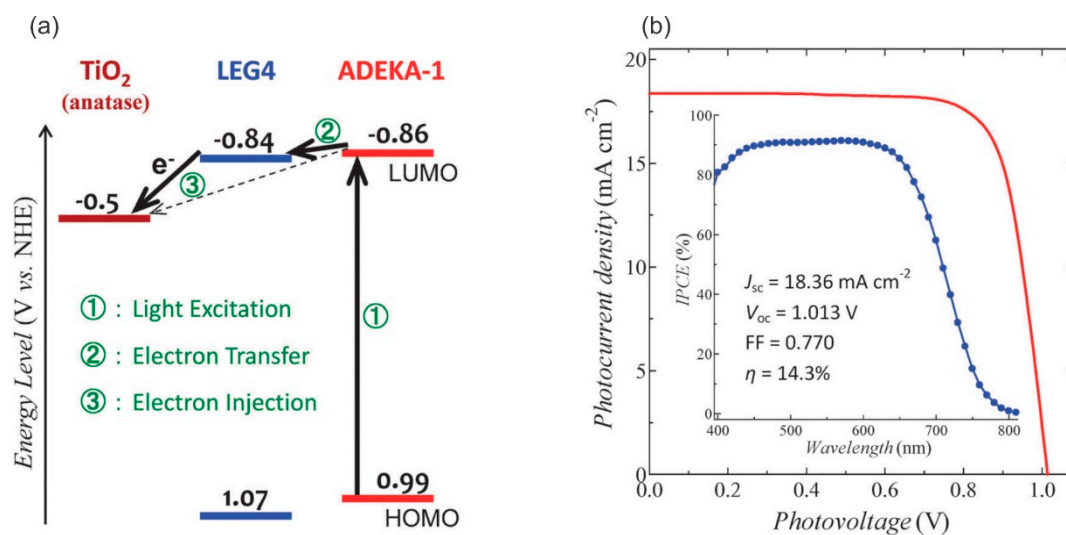 (a)
TiO2
(anatase)
LEG4
ADEKA-1
②
-0.84
-0.86
LUMO
e-
③
-0.5
① : Light Excitation
①
② : Electron Transfer
③ : Electron Injection
0.99
HOMO
1.07
Energy Level (V vs. NHE)
(b)
20
15
10
5
0
Photocurrent density (mA cm-2)
100
80
60
40
20
0
IPCE (%)
Jsc = 18.36 mA cm-2
Voc = 1.013 V
FF = 0.770
η = 14.3%
400 500 600 700 800
Wavelength (nm)
0.0 0.2 0.4 0.6 0.8 1.0
Photovoltage (V)